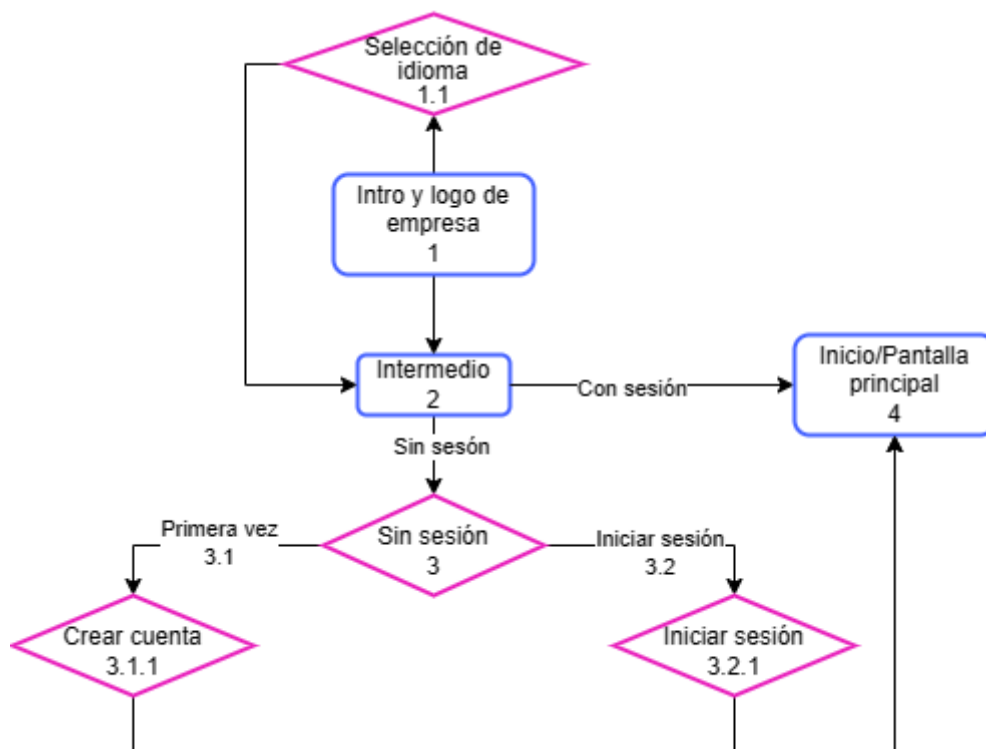 Selección de
idioma
1.1
Intro y logo de
empresa
1
Intermedio
2
Con sesión
Inicio/Pantalla
principal
4
Sin sesón
Sin sesión
3
Primera vez
3.1
Iniciar sesión
3.2
Crear cuenta
3.1.1
Iniciar sesión
3.2.1